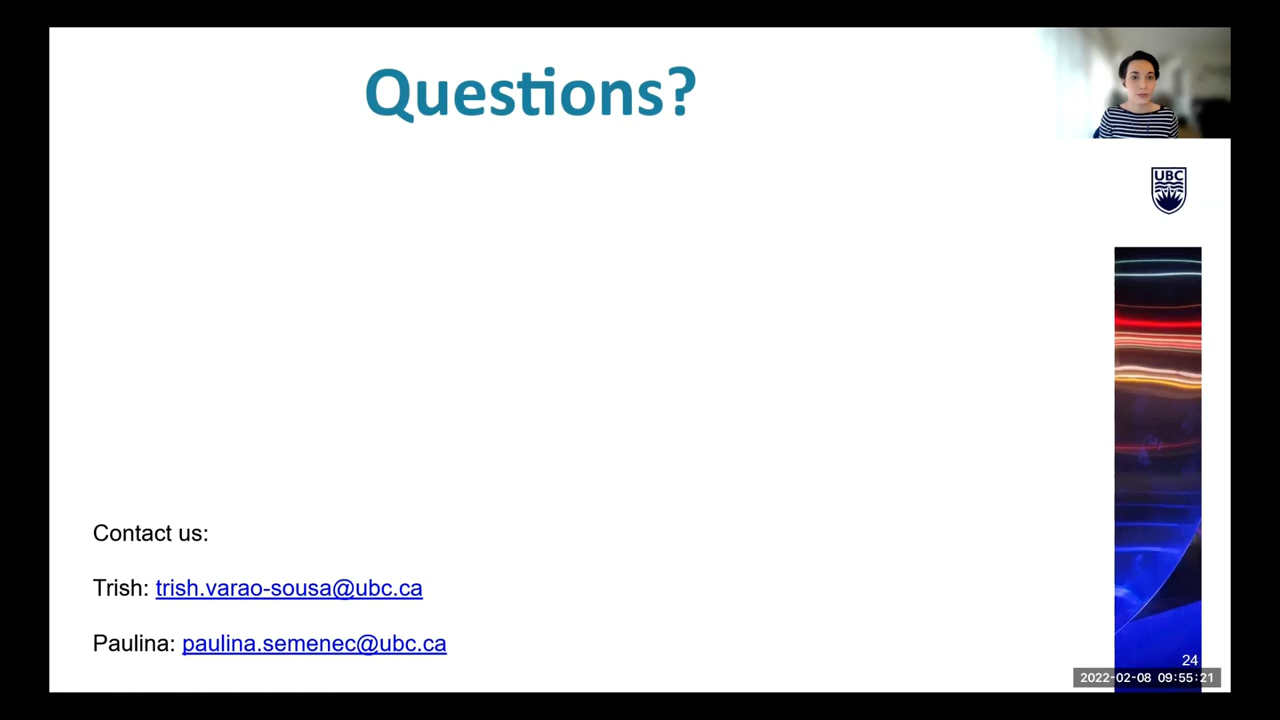 Questions?
UBC
Contact us:
Trish: trish.varao-sousa@ubc.ca
Paulina: paulina.semenec@ubc.ca
24
2022-02-08 09:55:21